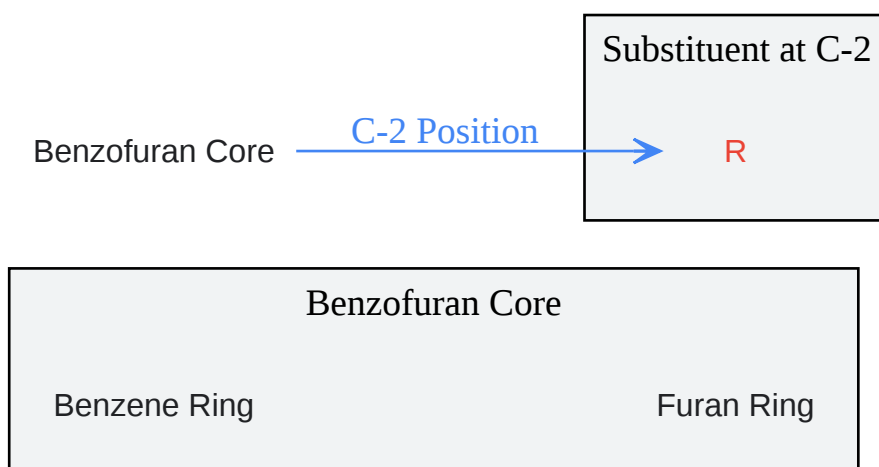 Substituent at C-2
Benzofuran Core
C-2 Position
R
Benzofuran Core
Benzene Ring
Furan Ring